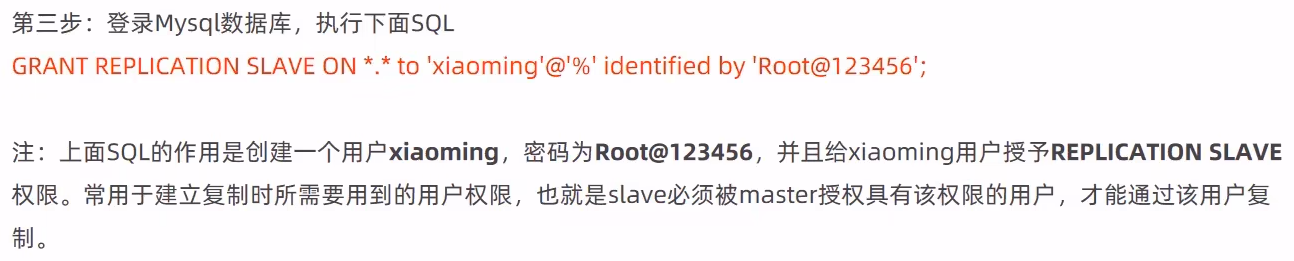 第三步：登录Mysql数据库，执行下面SQL
GRANT REPLICATION SLAVE ON *.* to 'xiaoming'@'%' identified by 'Root@123456';
注：上面SQL的作用是创建一个用户xiaoming，密码为Root@123456，并且给xiaoming用户授予REPLICATION SLAVE
权限。常用于建立复制时所需要用到的用户权限，也就是slave必须被master授权具有该权限的用户，才能通过该用户复
制。